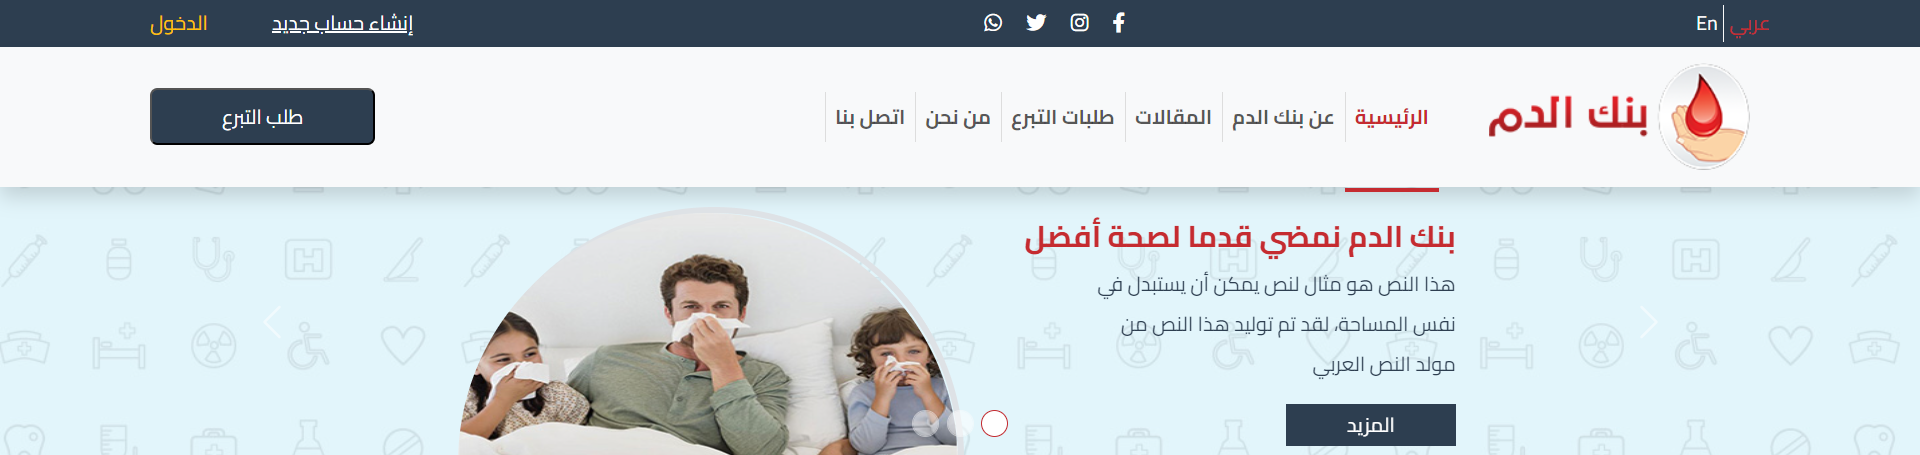 عربي
En
إنشاء حساب جديد
الدخول
بنك الدم
الرئيسية
عن بنك الدم
المقالات
طلبات التبرع
من نحن
اتصل بنا
طلب التبرع
بنك الدم نمضي قدما لصحة أفضل
هذا النص هو مثال لنص يمكن أن يستبدل في
نفس المساحة، لقد تم توليد هذا النص من
مولد النص العربي
المزيد